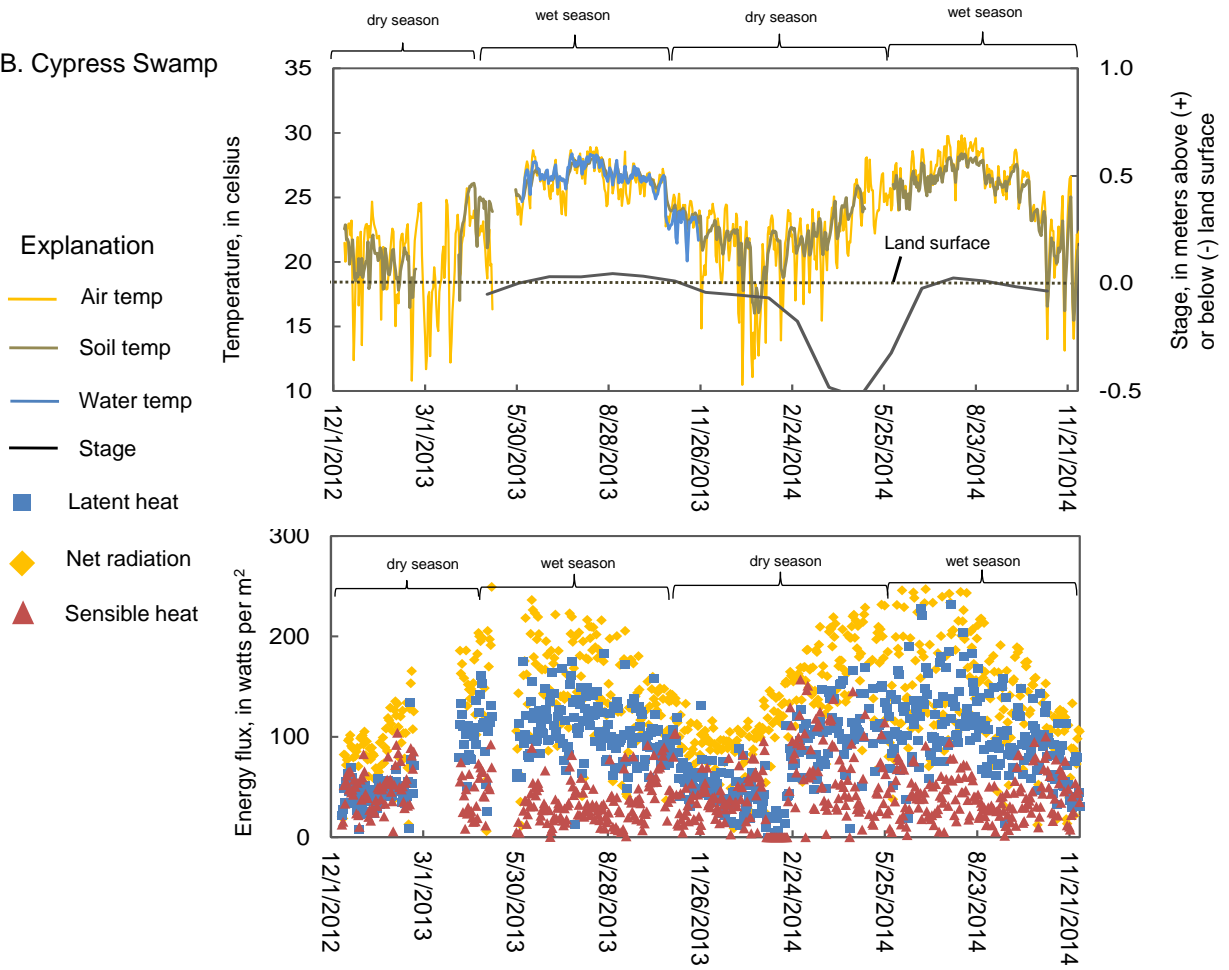 dry season
wet season
dry season
wet season
B. Cypress Swamp
35
30
25
20
15
10
Temperature, in celsius
1.0
0.5
0.0
-0.5
Stage, in meters above (+)
or below (-) land surface
Land surface
12/1/2012
3/1/2013
5/30/2013
8/28/2013
11/26/2013
2/24/2014
5/25/2014
8/23/2014
11/21/2014
Explanation
Air temp
Soil temp
Water temp
Stage
Latent heat
Net radiation
Sensible heat
300
200
100
0
Energy flux, in watts per m²
dry season
wet season
dry season
wet season
12/1/2012
3/1/2013
5/30/2013
8/28/2013
11/26/2013
2/24/2014
5/25/2014
8/23/2014
11/21/2014